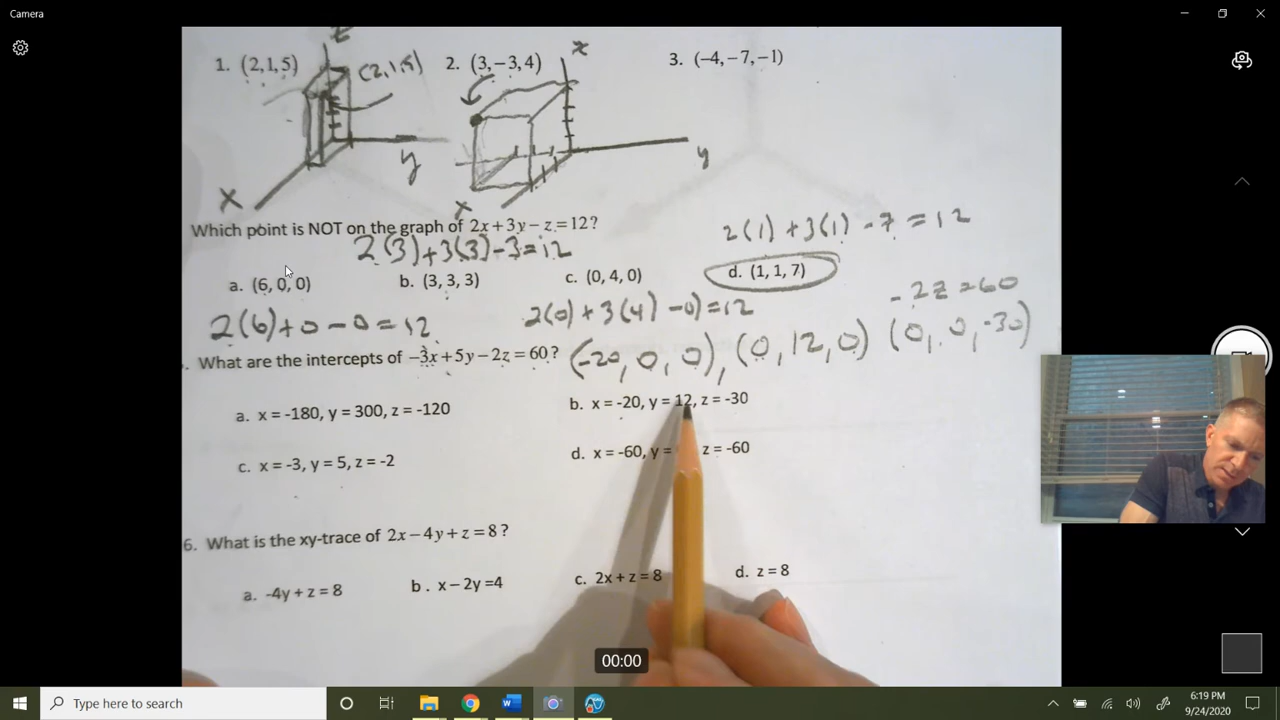 Camera
z
1. (2,1,5)
(2,1,5)
2. (3,−3,4)
z
3. (−4,−7,−1)
y
x
y
x
Which point is NOT on the graph of 2x+3y−z=12?
2(3)+3(3)-3=12
2(1)+3(1)-7=12
a. (6, 0, 0)
b. (3, 3, 3)
c. (0, 4, 0)
d. (1, 1, 7)
2(6)+0-0=12
2(0)+3(4)-0)=12
-2z=60
. What are the intercepts of −3x+5y−2z=60?
(-20, 0, 0), (0, 12, 0) (0, 0, -30)
a. x = -180, y = 300, z = -120
b. x = -20, y = 12, z = -30
c. x = -3, y = 5, z = -2
d. x = -60, y = z = -60
6. What is the xy-trace of 2x−4y+z=8?
a. -4y + z = 8
b . x − 2y =4
c. 2x + z = 8
d. z = 8
00:00
Type here to search
6:19 PM
9/24/2020